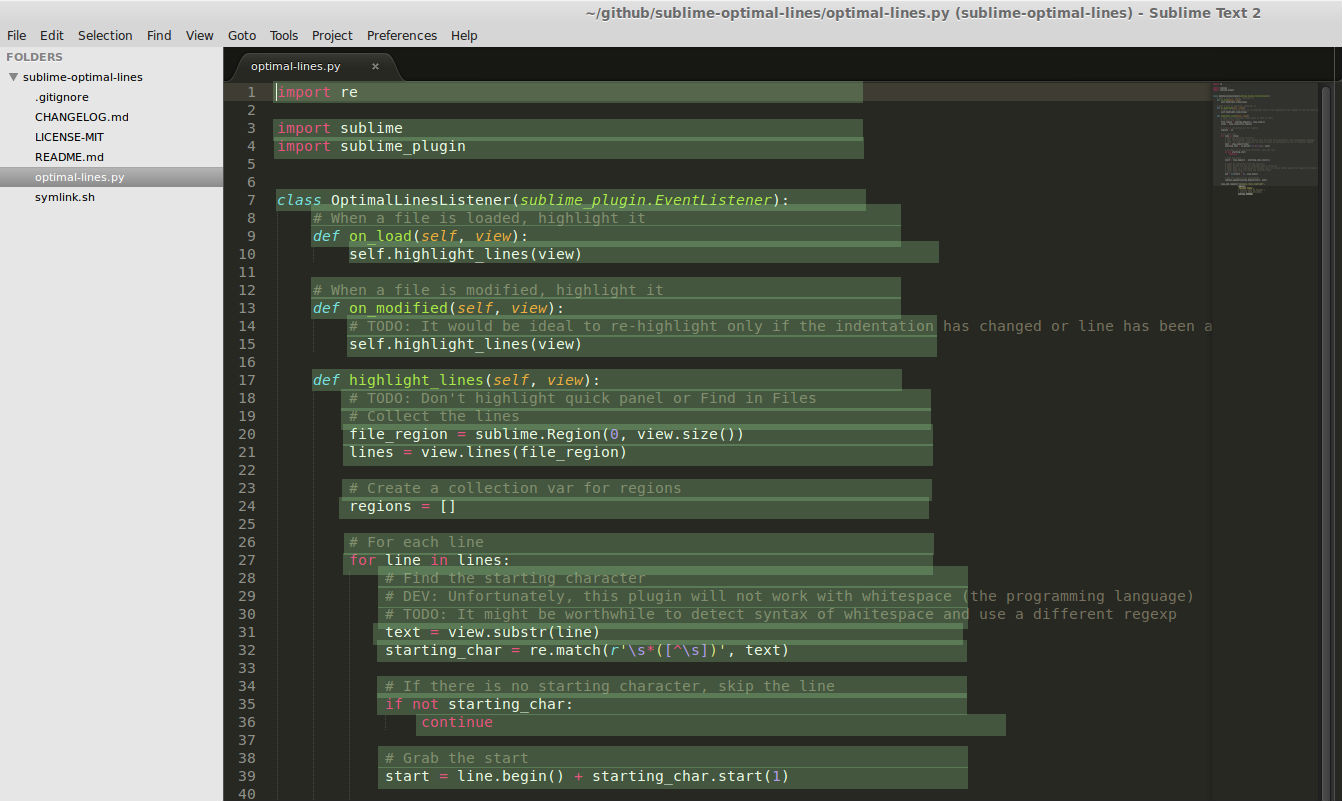 ~/github/sublime-optimal-lines/optimal-lines.py (sublime-optimal-lines) - Sublime Text 2
File Edit Selection Find View Goto Tools Project Preferences Help
FOLDERS
sublime-optimal-lines
.gitignore
CHANGELOG.md
LICENSE-MIT
README.md
optimal-lines.py
symlink.sh
optimal-lines.py ×
1 import re
2
3 import sublime
4 import sublime_plugin
5
6
7 class OptimalLinesListener(sublime_plugin.EventListener):
8     # When a file is loaded, highlight it
9     def on_load(self, view):
10         self.highlight_lines(view)
11
12     # When a file is modified, highlight it
13     def on_modified(self, view):
14         # TODO: It would be ideal to re-highlight only if the indentation has changed or line has been a
15         self.highlight_lines(view)
16
17     def highlight_lines(self, view):
18         # TODO: Don't highlight quick panel or Find in Files
19         # Collect the lines
20         file_region = sublime.Region(0, view.size())
21         lines = view.lines(file_region)
22
23         # Create a collection var for regions
24         regions = []
25
26         # For each line
27         for line in lines:
28             # Find the starting character
29             # DEV: Unfortunately, this plugin will not work with whitespace (the programming language)
30             # TODO: It might be worthwhile to detect syntax of whitespace and use a different regexp
31             text = view.substr(line)
32             starting_char = re.match(r'\s*([^\s])', text)
33
34             # If there is no starting character, skip the line
35             if not starting_char:
36                 continue
37
38             # Grab the start
39             start = line.begin() + starting_char.start(1)
40